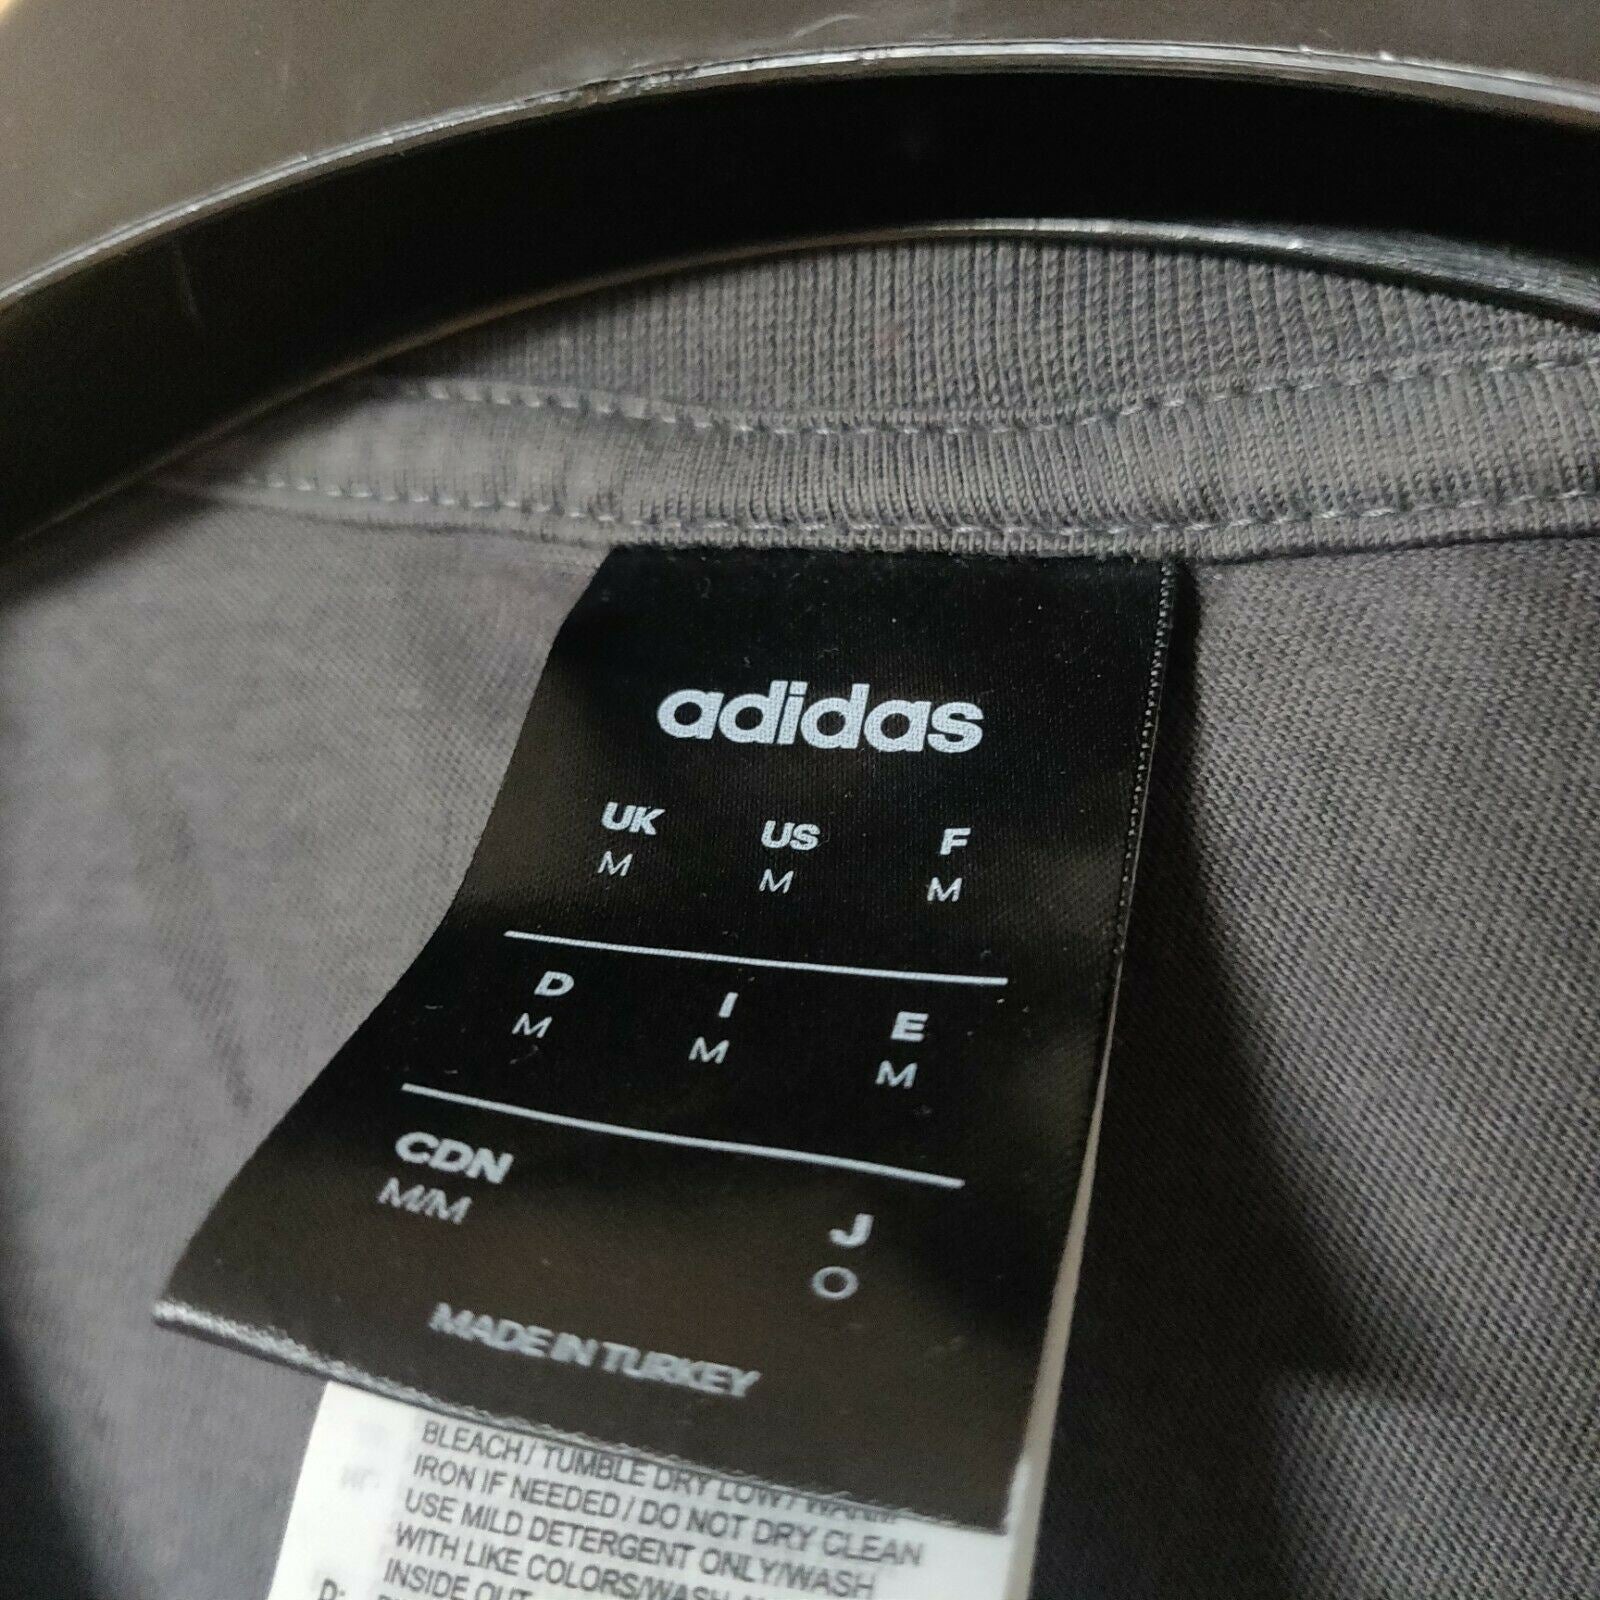 adidas
UK US F
M M M
D I E
M M M
CDN J
M/M O
MADE IN TURKEY
BLEACH / TUMBLE DRY LOW / WARM
IRON IF NEEDED / DO NOT DRY CLEAN
USE MILD DETERGENT ONLY/WASH
WITH LIKE COLORS/WASH
INSIDE OUT
D: